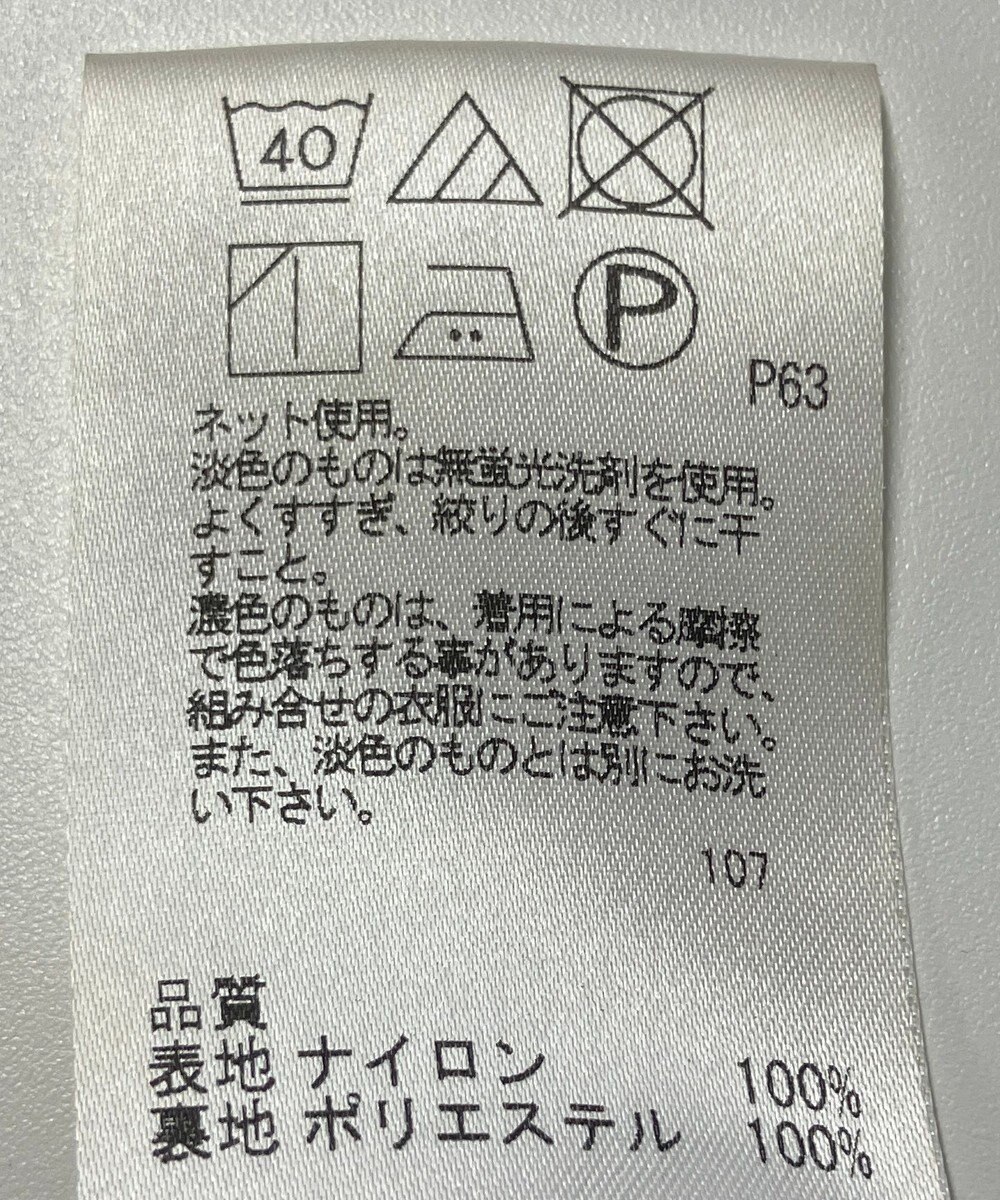 40
P
P63
ネット使用。
淡色のものは無蛍光洗剤を使用。
よくすすぎ、絞りの後すぐに干
すこと。
濃色のものは、着用による摩擦
で色落ちする事がありますので、
組み合せの衣服にご注意下さい。
また、淡色のものとは別にお洗
い下さい。
107
品質
表地 ナイロン 100%
裏地 ポリエステル 100%